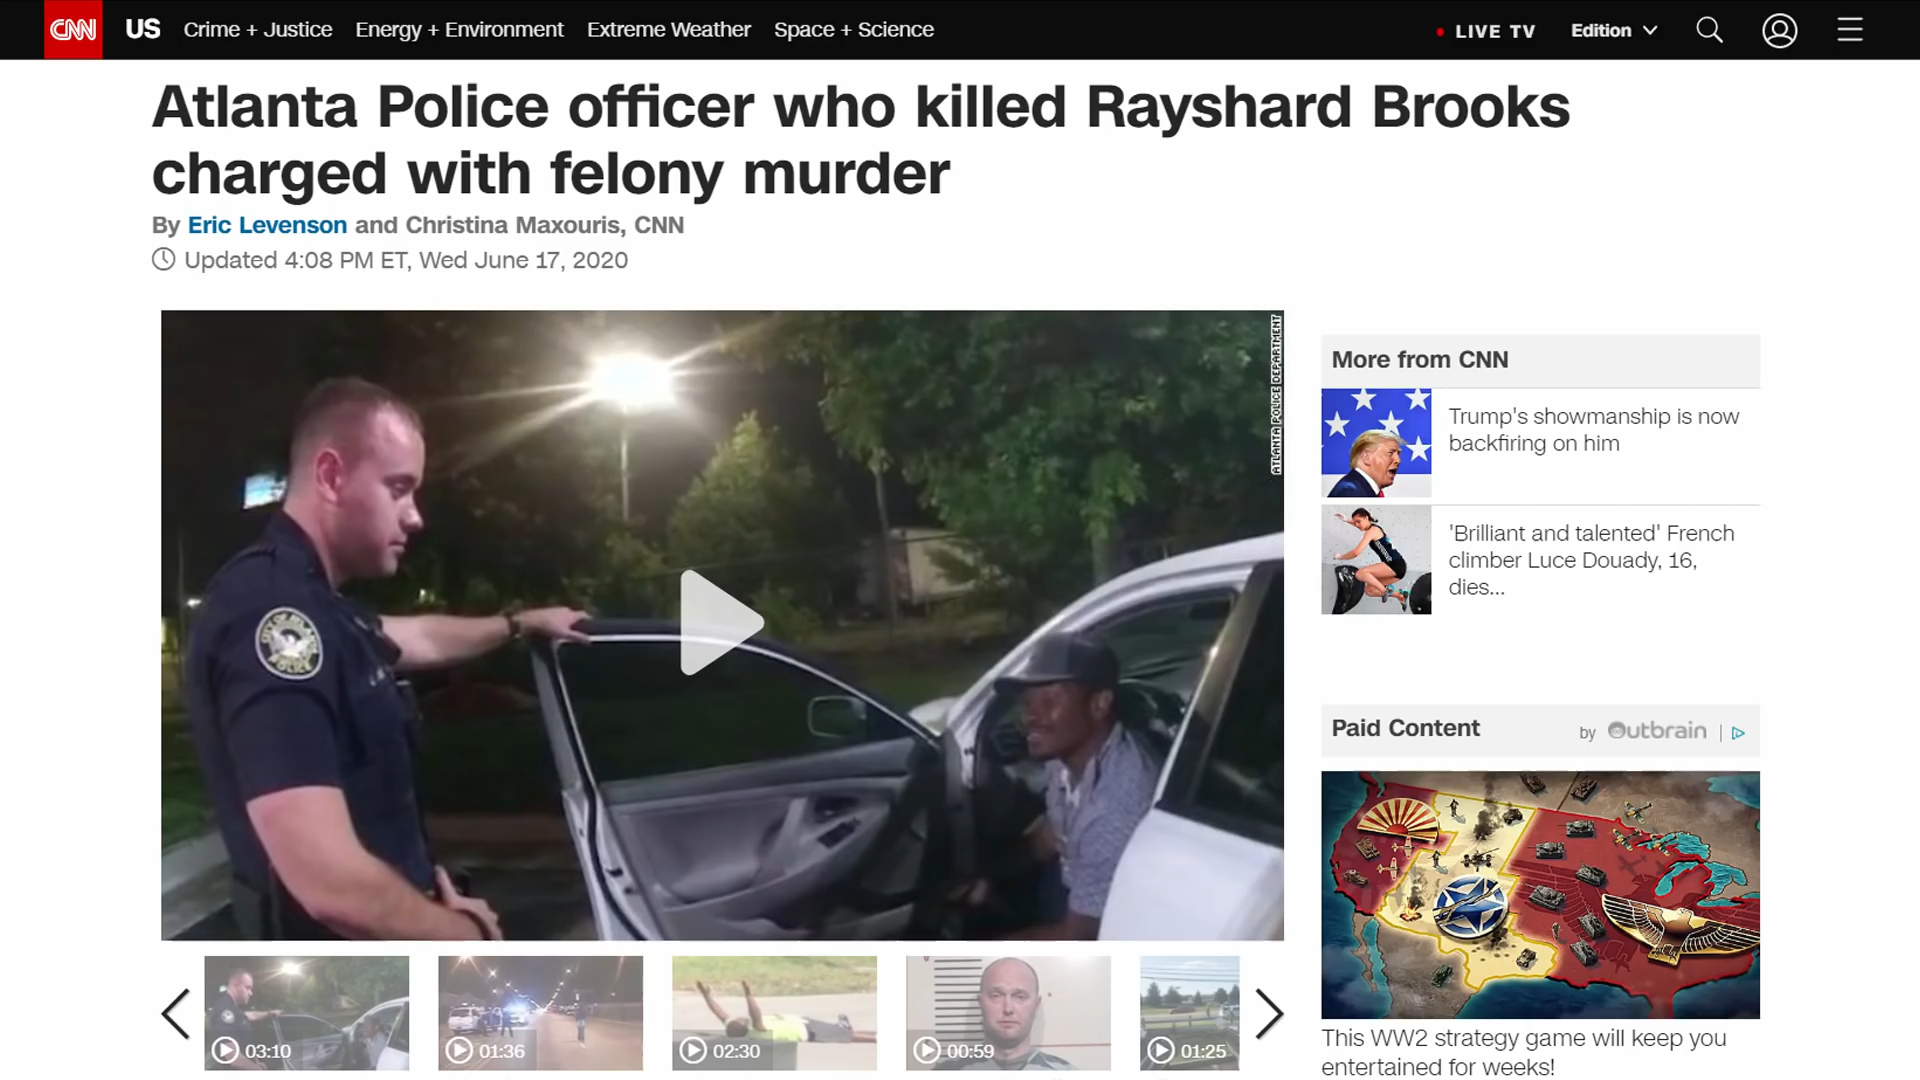 CNN US Crime + Justice Energy + Environment Extreme Weather Space + Science LIVE TV Edition
Atlanta Police officer who killed Rayshard Brooks
charged with felony murder
By Eric Levenson and Christina Maxouris, CNN
Updated 4:08 PM ET, Wed June 17, 2020
ATLANTA POLICE DEPARTMENT
03:10
01:36
02:30
00:59
01:25
More from CNN
Trump's showmanship is now
backfiring on him
'Brilliant and talented' French
climber Luce Douady, 16,
dies...
Paid Content by Outbrain
This WW2 strategy game will keep you
entertained for weeks!